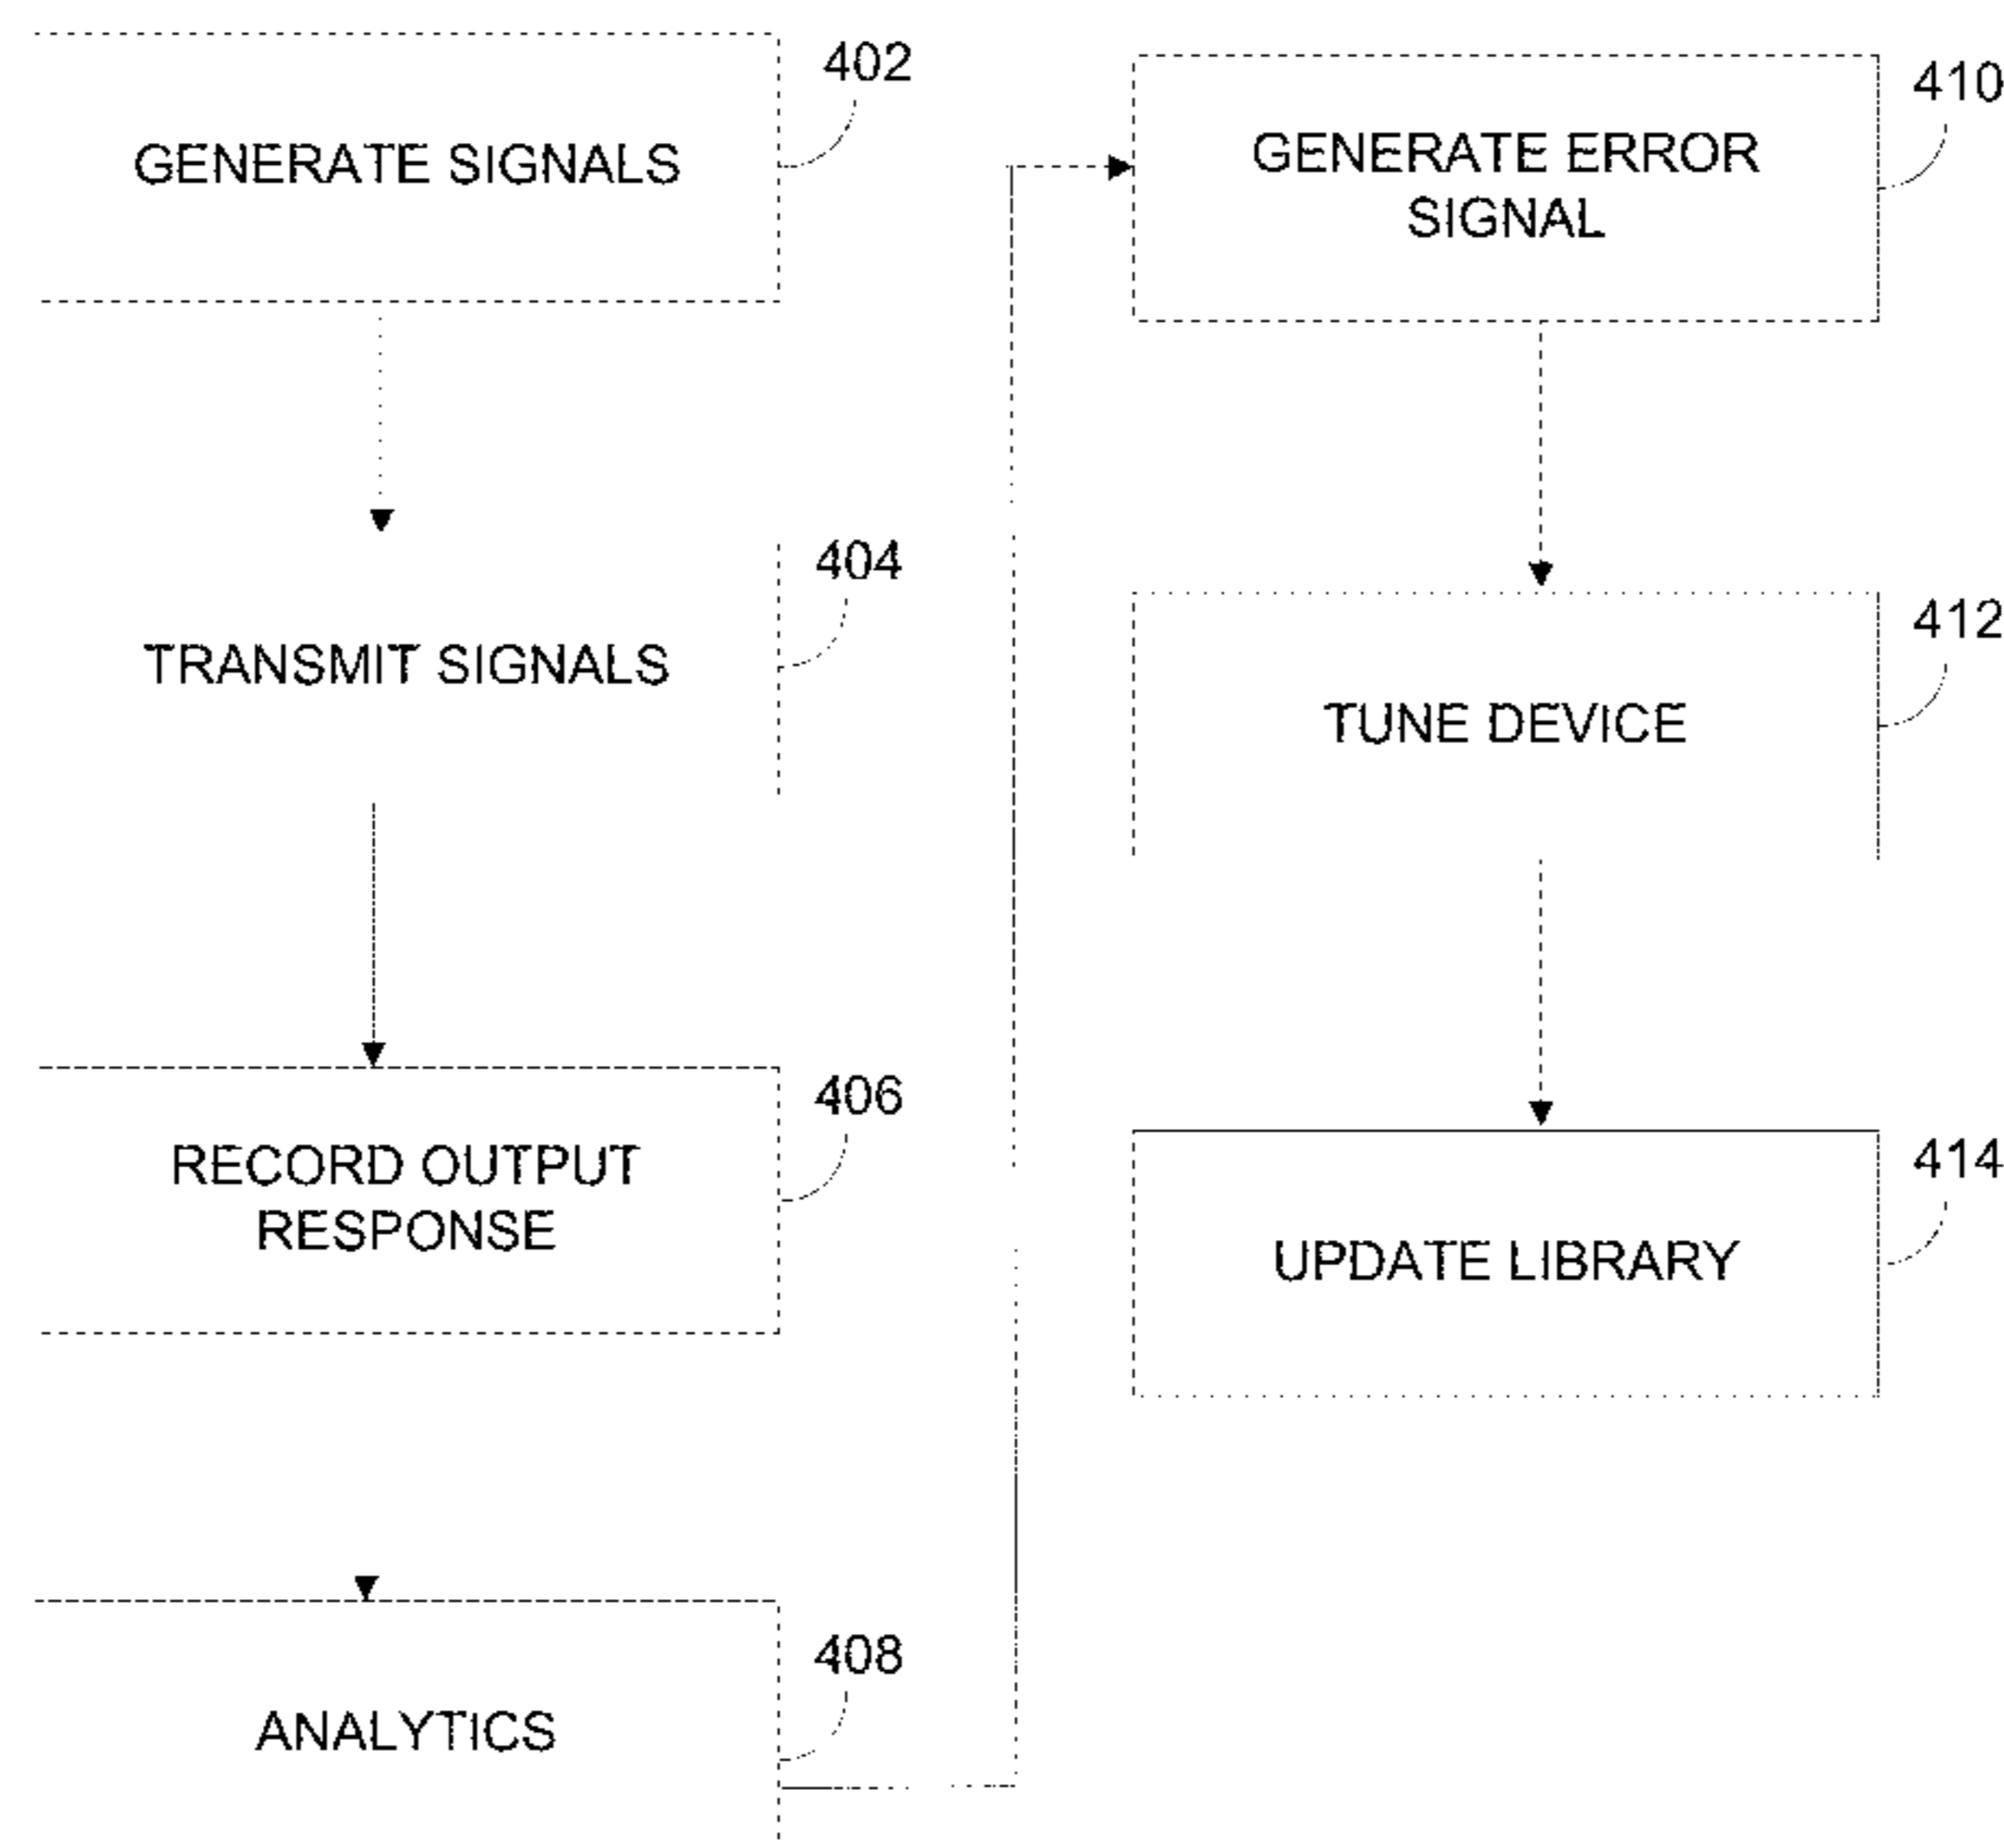 402
GENERATE SIGNALS
404
TRANSMIT SIGNALS
406
RECORD OUTPUT
RESPONSE
408
ANALYTICS
410
GENERATE ERROR
SIGNAL
412
TUNE DEVICE
414
UPDATE LIBRARY